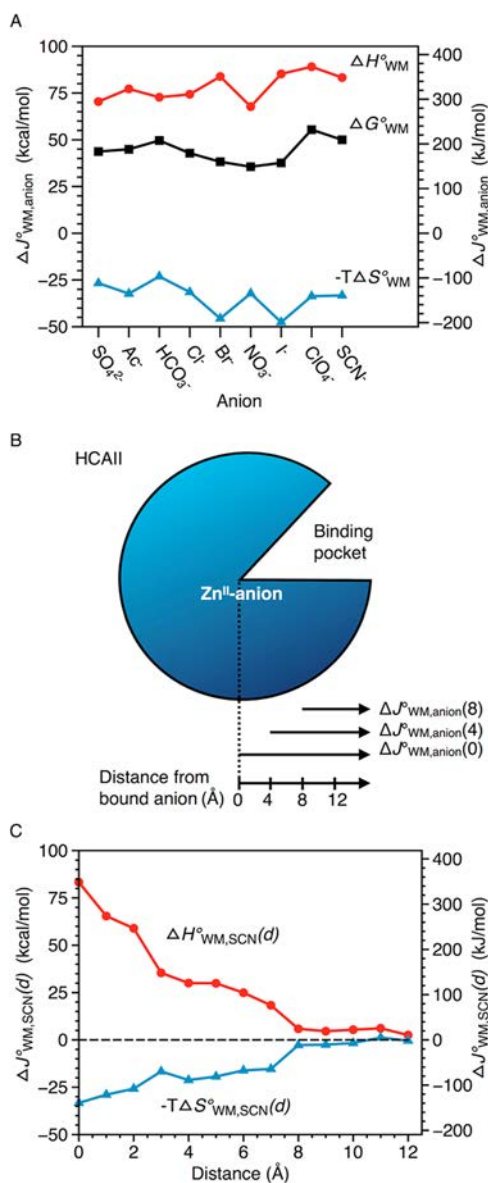 A
100
75
50
25
0
−25
−50
400
300
200
100
0
−100
−200
ΔJ°WM,anion (kcal/mol)
ΔJ°WM,anion (kJ/mol)
ΔH°WM
ΔG°WM
-TΔS°WM
SO₄²-
Ac-
HCO₃-
Cl-
Br-
NO₃-
I-
ClO₄-
SCN-
Anion
B
HCAII
Binding
pocket
Znᴵᴵ-anion
ΔJ°WM,anion(8)
ΔJ°WM,anion(4)
ΔJ°WM,anion(0)
Distance from
bound anion (Å)
0 4 8 12
C
100
75
50
25
0
−25
−50
400
300
200
100
0
−100
−200
ΔJ°WM,SCN(d) (kcal/mol)
ΔJ°WM,SCN(d) (kJ/mol)
ΔH°WM,SCN(d)
-TΔS°WM,SCN(d)
0 2 4 6 8 10 12
Distance (Å)